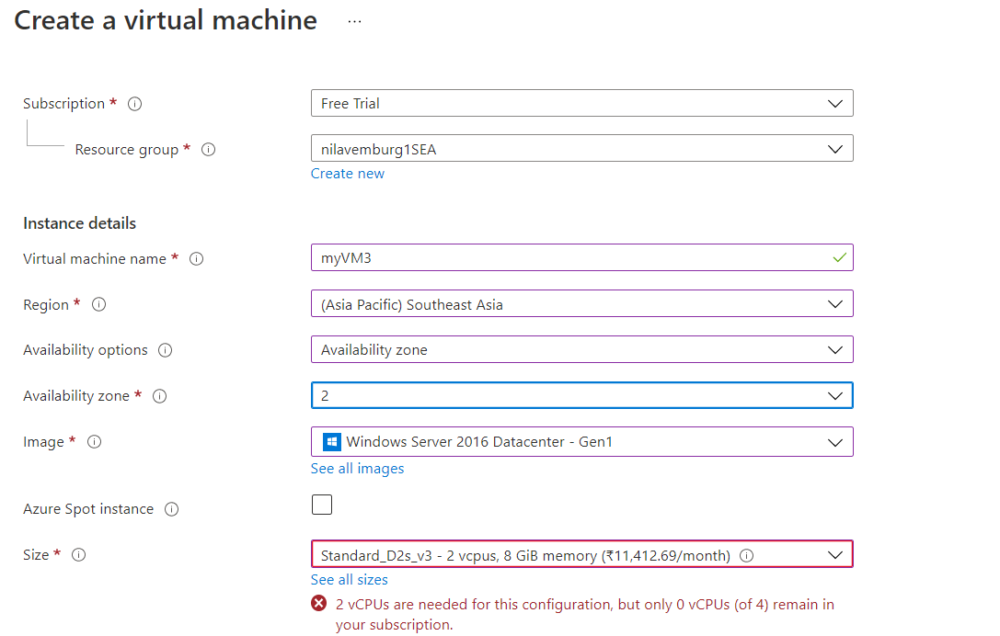 Create a virtual machine ...
Subscription * Free Trial
Resource group * nilavemburg1SEA
Create new
Instance details
Virtual machine name * myVM3
Region * (Asia Pacific) Southeast Asia
Availability options Availability zone
Availability zone * 2
Image * Windows Server 2016 Datacenter - Gen1
See all images
Azure Spot instance
Size * Standard_D2s_v3 - 2 vcpus, 8 GiB memory (₹11,412.69/month)
See all sizes
2 vCPUs are needed for this configuration, but only 0 vCPUs (of 4) remain in
your subscription.